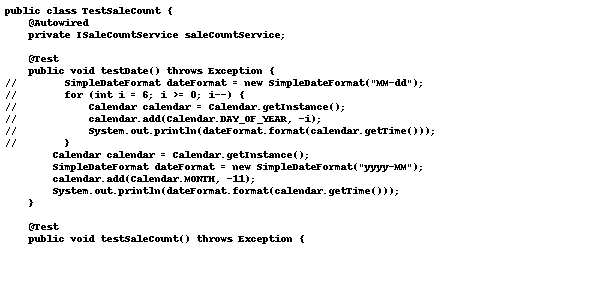 public class TestSaleCount {
    @Autowired
    private ISaleCountService saleCountService;

    @Test
    public void testDate() throws Exception {
//        SimpleDateFormat dateFormat = new SimpleDateFormat("MM-dd");
//        for (int i = 6; i >= 0; i--) {
//            Calendar calendar = Calendar.getInstance();
//            calendar.add(Calendar.DAY_OF_YEAR, -i);
//            System.out.println(dateFormat.format(calendar.getTime()));
//        }
        Calendar calendar = Calendar.getInstance();
        SimpleDateFormat dateFormat = new SimpleDateFormat("yyyy-MM");
        calendar.add(Calendar.MONTH, -11);
        System.out.println(dateFormat.format(calendar.getTime()));
    }

    @Test
    public void testSaleCount() throws Exception {